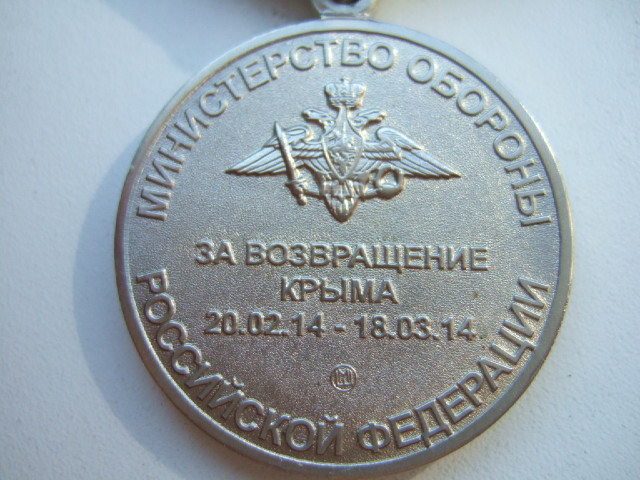 МИНИСТЕРСТВО ОБОРОНЫ
ЗА ВОЗВРАЩЕНИЕ
КРЫМА
20.02.14 - 18.03.14
РОССИЙСКОЙ ФЕДЕРАЦИИ